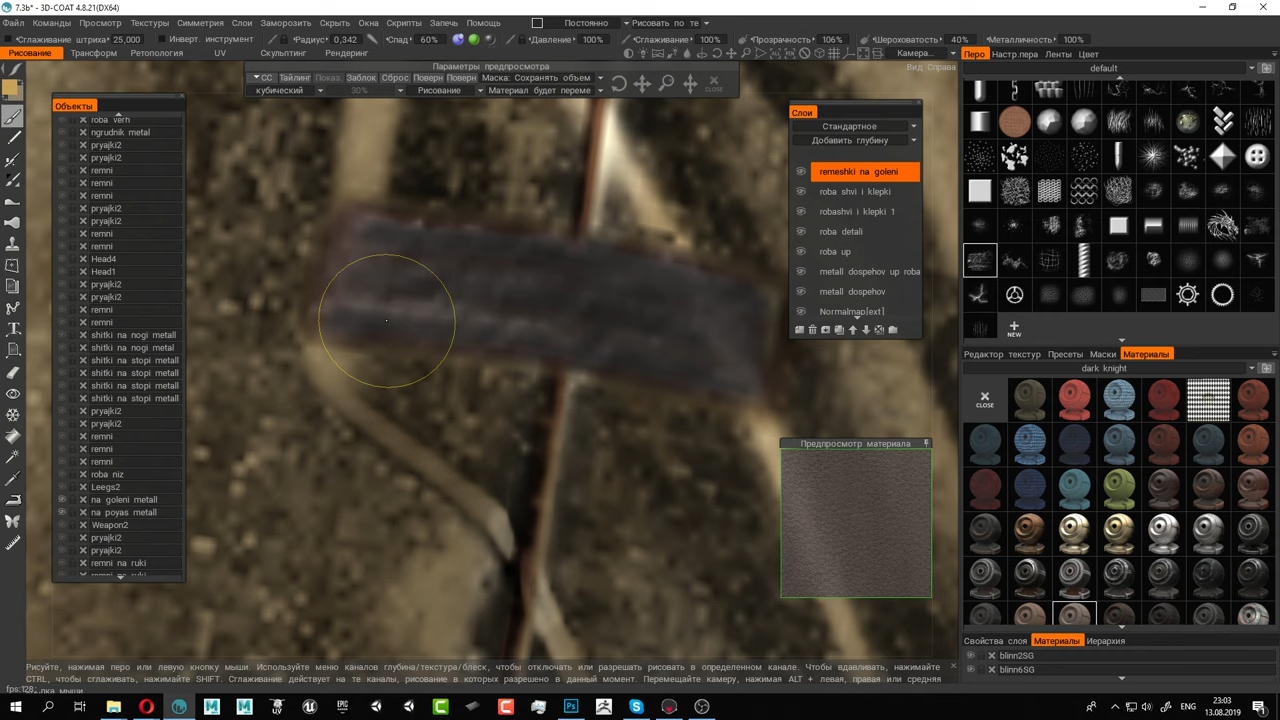 7.3b* - 3D-COAT 4.8.21(DX64)
Файл Команды Просмотр Текстуры Симметрия Слои Заморозить Скрыть Окна Скрипты Запечь Помощь Постоянно Рисовать по те
Сглаживание штриха 25,000 Инверт. инструмент Радиус 0,342 Спад 60% Давление 100% Сглаживание 100% Прозрачность 106% Шероховатость 40% Металличность 100%
Рисование Трансформ Ретопология UV Скульптинг Рендеринг Камера...
Перо Настр.пера Ленты Цвет
default
Параметры предпросмотра
Вид Справа
СС Тайлинг Показ. Заблок Сброс Поверн Поверн Маска: Сохранять объем
кубический 30% Рисование Материал будет переме
CLOSE
Объекты
roba verh
ngrudnik metal
pryajki2
pryajki2
remni
remni
remni
pryajki2
pryajki2
remni
remni
Head4
Head1
pryajki2
pryajki2
remni
remni
shitki na nogi metall
shitki na nogi metal
shitki na stopi metall
shitki na stopi metall
shitki na stopi metall
shitki na stopi metall
pryajki2
pryajki2
remni
remni
remni
roba niz
Leegs2
na goleni metall
na poyas metall
Weapon2
pryajki2
pryajki2
remni na ruki
remni na ruki
Слои
Стандартное
Добавить глубину
remeshki na goleni
roba shvi i klepki
robashvi i klepki 1
roba detali
roba up
metall dospehov up roba
metall dospehov
Normalmap[ext]
NEW
Редактор текстур Пресеты Маски Материалы
dark knight
CLOSE
Предпросмотр материала
Свойства слоя Материалы Иерархия
blinn2SG
blinn6SG
Рисуйте, нажимая перо или левую кнопку мыши. Используйте меню каналов глубина/текстура/блеск, чтобы отключать или разрешать рисовать в определенном канале. Чтобы вдавливать, нажимайте
CTRL, чтобы сглаживать, нажимайте SHIFT. Сглаживание действует на те каналы, рисование в которых разрешено в данный момент. Перемещайте камеру, нажимая ALT + левая, правая или средняя
fps:128;
23:03
РУС
13.08.2019